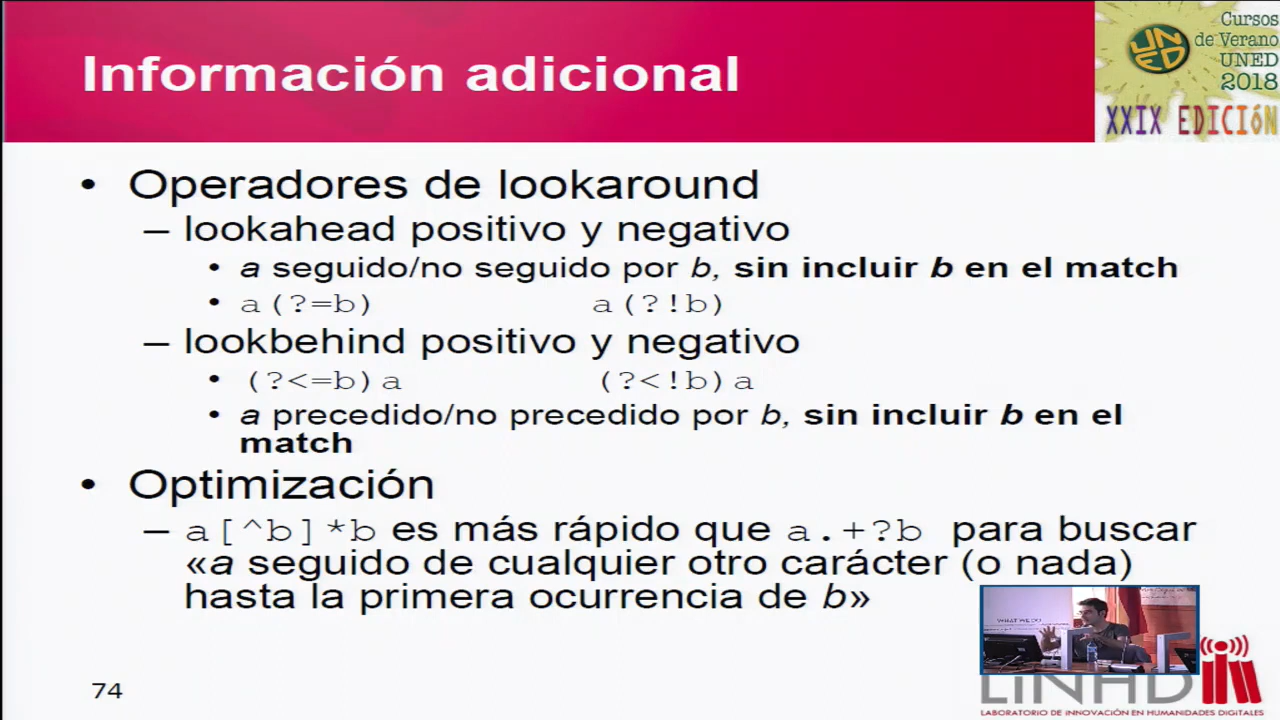 Información adicional
Cursos
de Verano
UNED
2018
XXIX EDICIÓN
• Operadores de lookaround
– lookahead positivo y negativo
• a seguido/no seguido por b, sin incluir b en el match
• a(?=b) a(?!b)
– lookbehind positivo y negativo
• (?<=b)a (?<!b)a
• a precedido/no precedido por b, sin incluir b en el
match
• Optimización
– a[^b]*b es más rápido que a.+?b para buscar
«a seguido de cualquier otro carácter (o nada)
hasta la primera ocurrencia de b»
WHAT WE DO
74
LINHD
LABORATORIO DE INNOVACIÓN EN HUMANIDADES DIGITALES